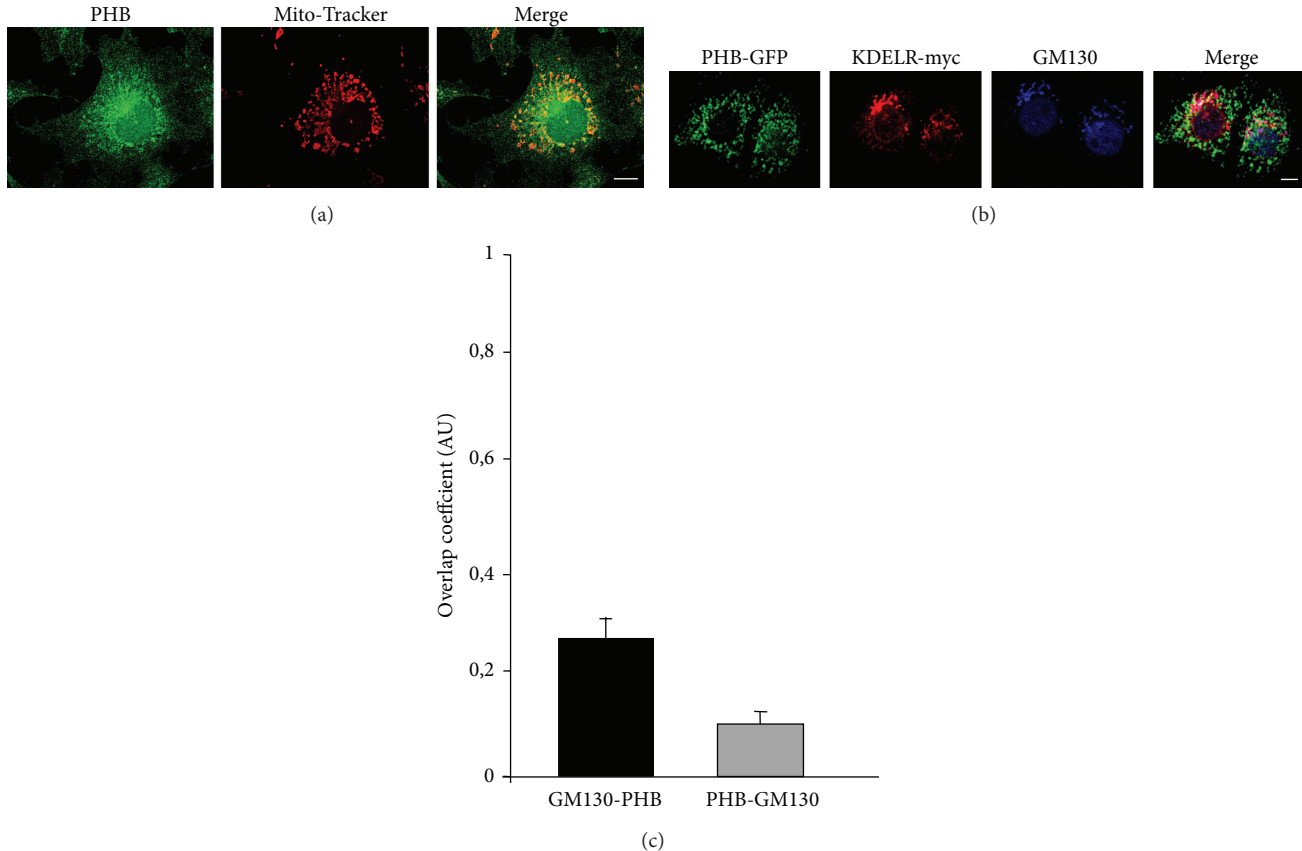 PHB Mito-Tracker Merge
(a)
PHB-GFP KDELR-myc GM130 Merge
(b)
1
0,8
0,6
0,4
0,2
0
Overlap coeffcient (AU)
GM130-PHB PHB-GM130
(c)